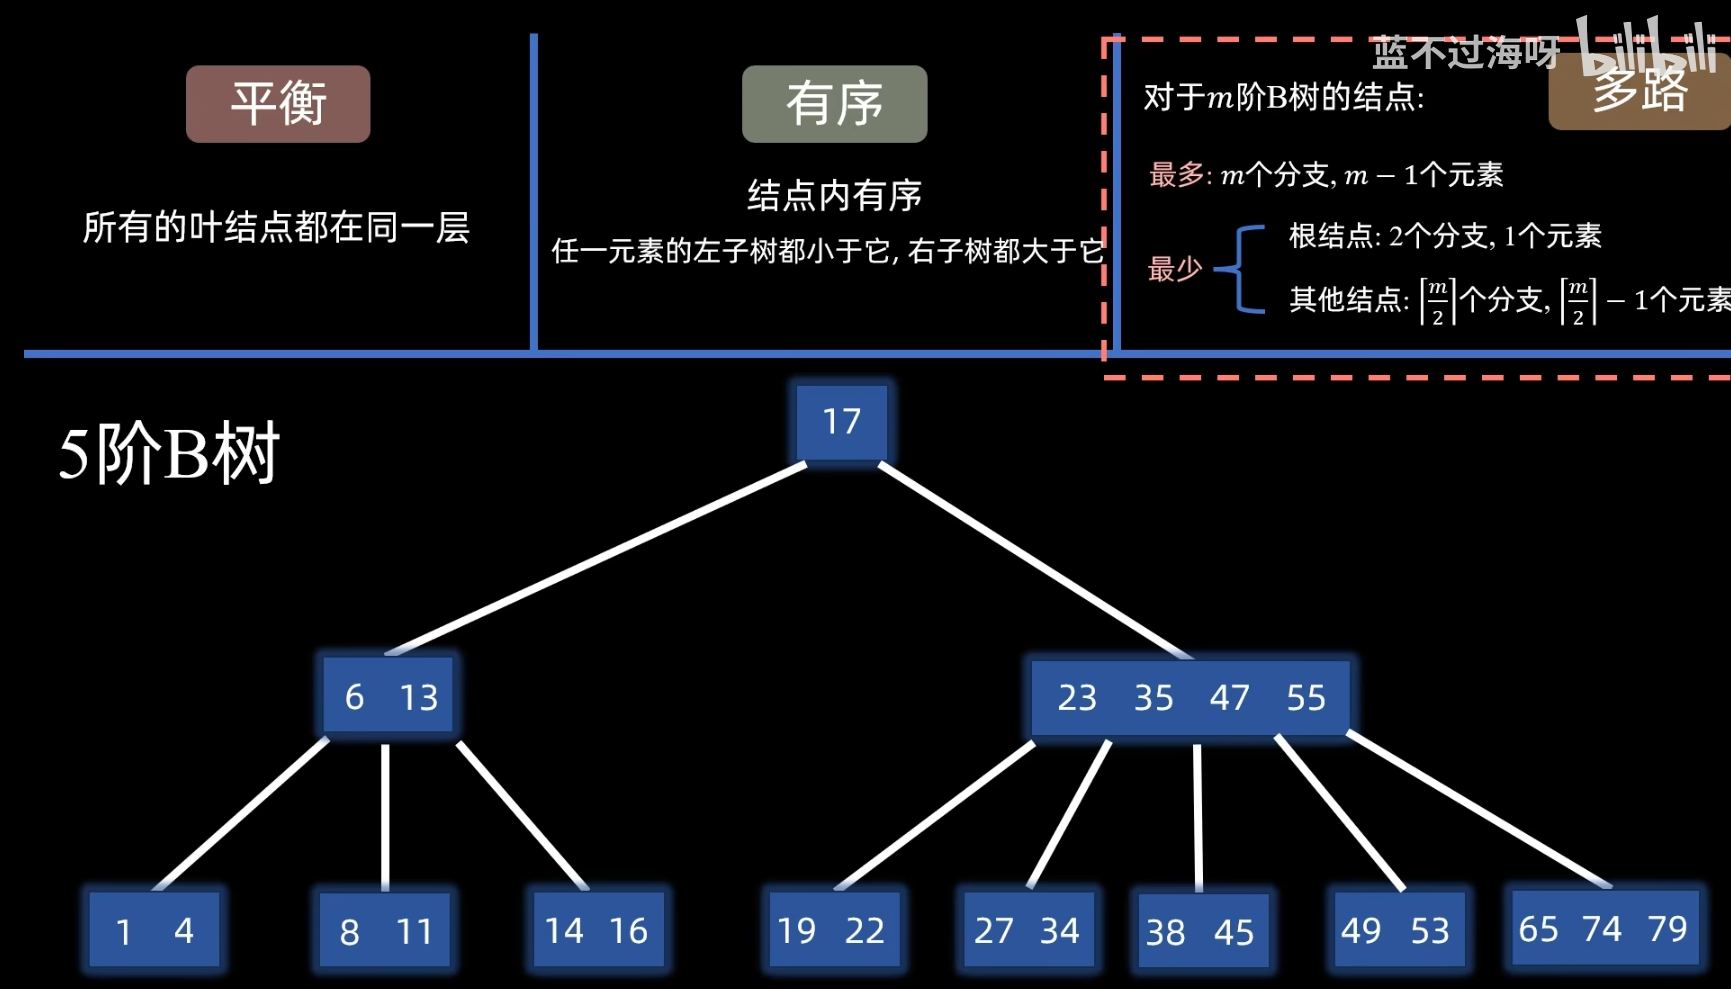 平衡
所有的叶结点都在同一层
有序
结点内有序
任一元素的左子树都小于它, 右子树都大于它
蓝不过海呀 bilibili
多路
对于m阶B树的结点:
最多: m个分支, m − 1个元素
最少
根结点: 2个分支, 1个元素
其他结点: ⌈m/2⌉个分支, ⌈m/2⌉ − 1个元素
5阶B树
17
6 13
23 35 47 55
1 4
8 11
14 16
19 22
27 34
38 45
49 53
65 74 79